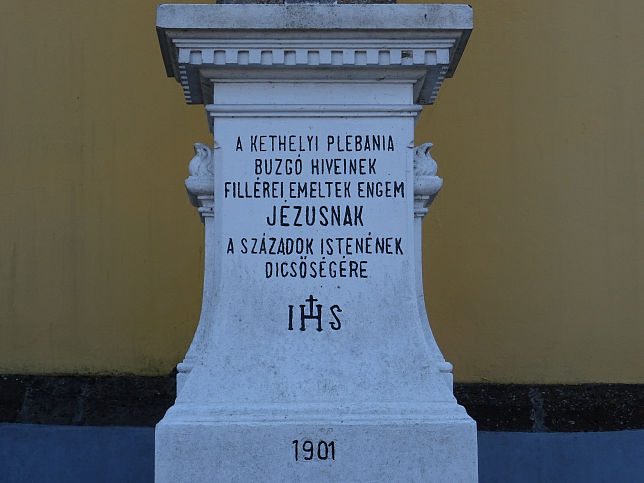 A KETHELYI PLEBANIA
BUZGÓ HIVEINEK
FILLÉREI EMELTEK ENGEM
JÉZUSNAK
A SZÁZADOK ISTENÉNEK
DICSŐSÉGÉRE
IHS
1901